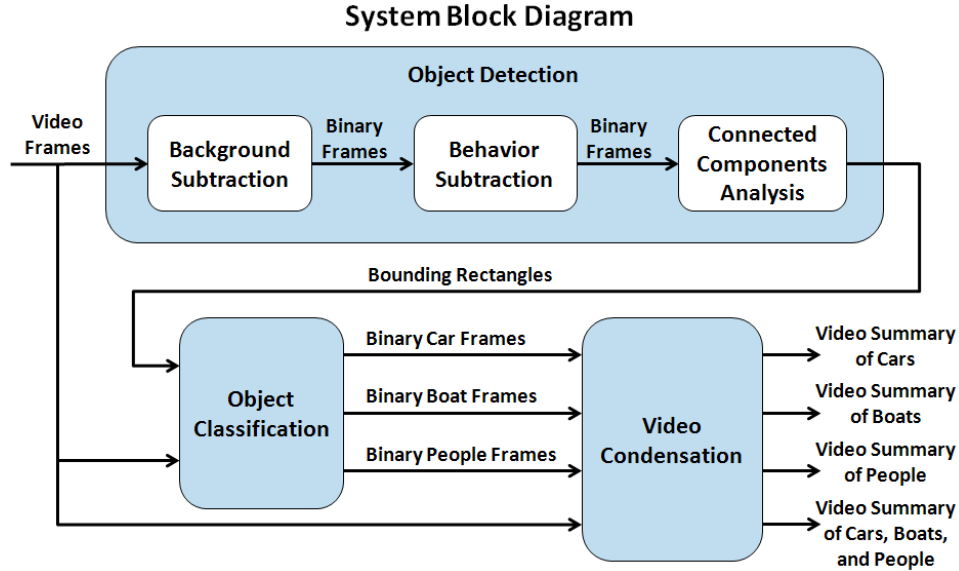 System Block Diagram
Object Detection
Video
Frames
Background
Subtraction
Binary
Frames
Behavior
Subtraction
Binary
Frames
Connected
Components
Analysis
Bounding Rectangles
Object
Classification
Binary Car Frames
Binary Boat Frames
Binary People Frames
Video
Condensation
Video Summary
of Cars
Video Summary
of Boats
Video Summary
of People
Video Summary
of Cars, Boats,
and People